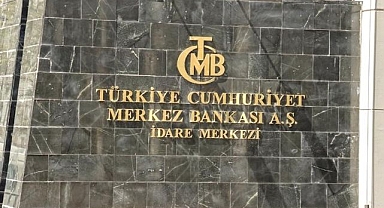 TCMB
TÜRKİYE CUMHURİYET
MERKEZ BANKASI A.Ş.
İDARE MERKEZİ